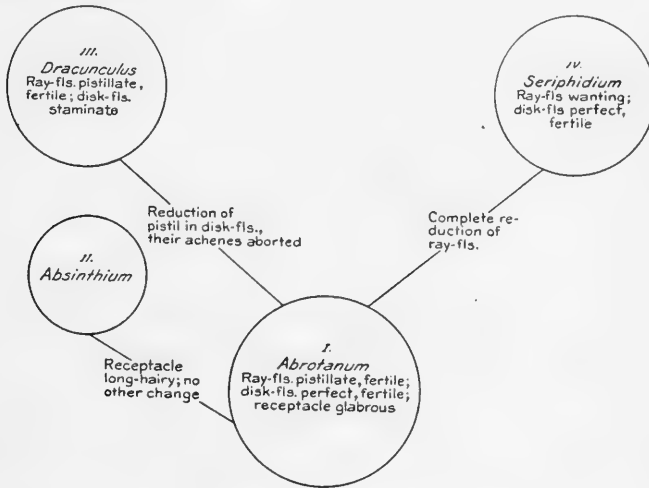 III.
Dracunculus
Ray-fls. pistillate,
fertile; disk-fls.
staminate
IV.
Seriphidium
Ray-fls wanting;
disk-fls perfect,
fertile
Reduction of
pistil in disk-fls.,
their achenes aborted
Complete re-
duction of
ray-fls.
II.
Absinthium
Receptacle
long-hairy; no
other change
I.
Abrotanum
Ray-fls. pistillate, fertile;
disk-fls. perfect, fertile;
receptacle glabrous